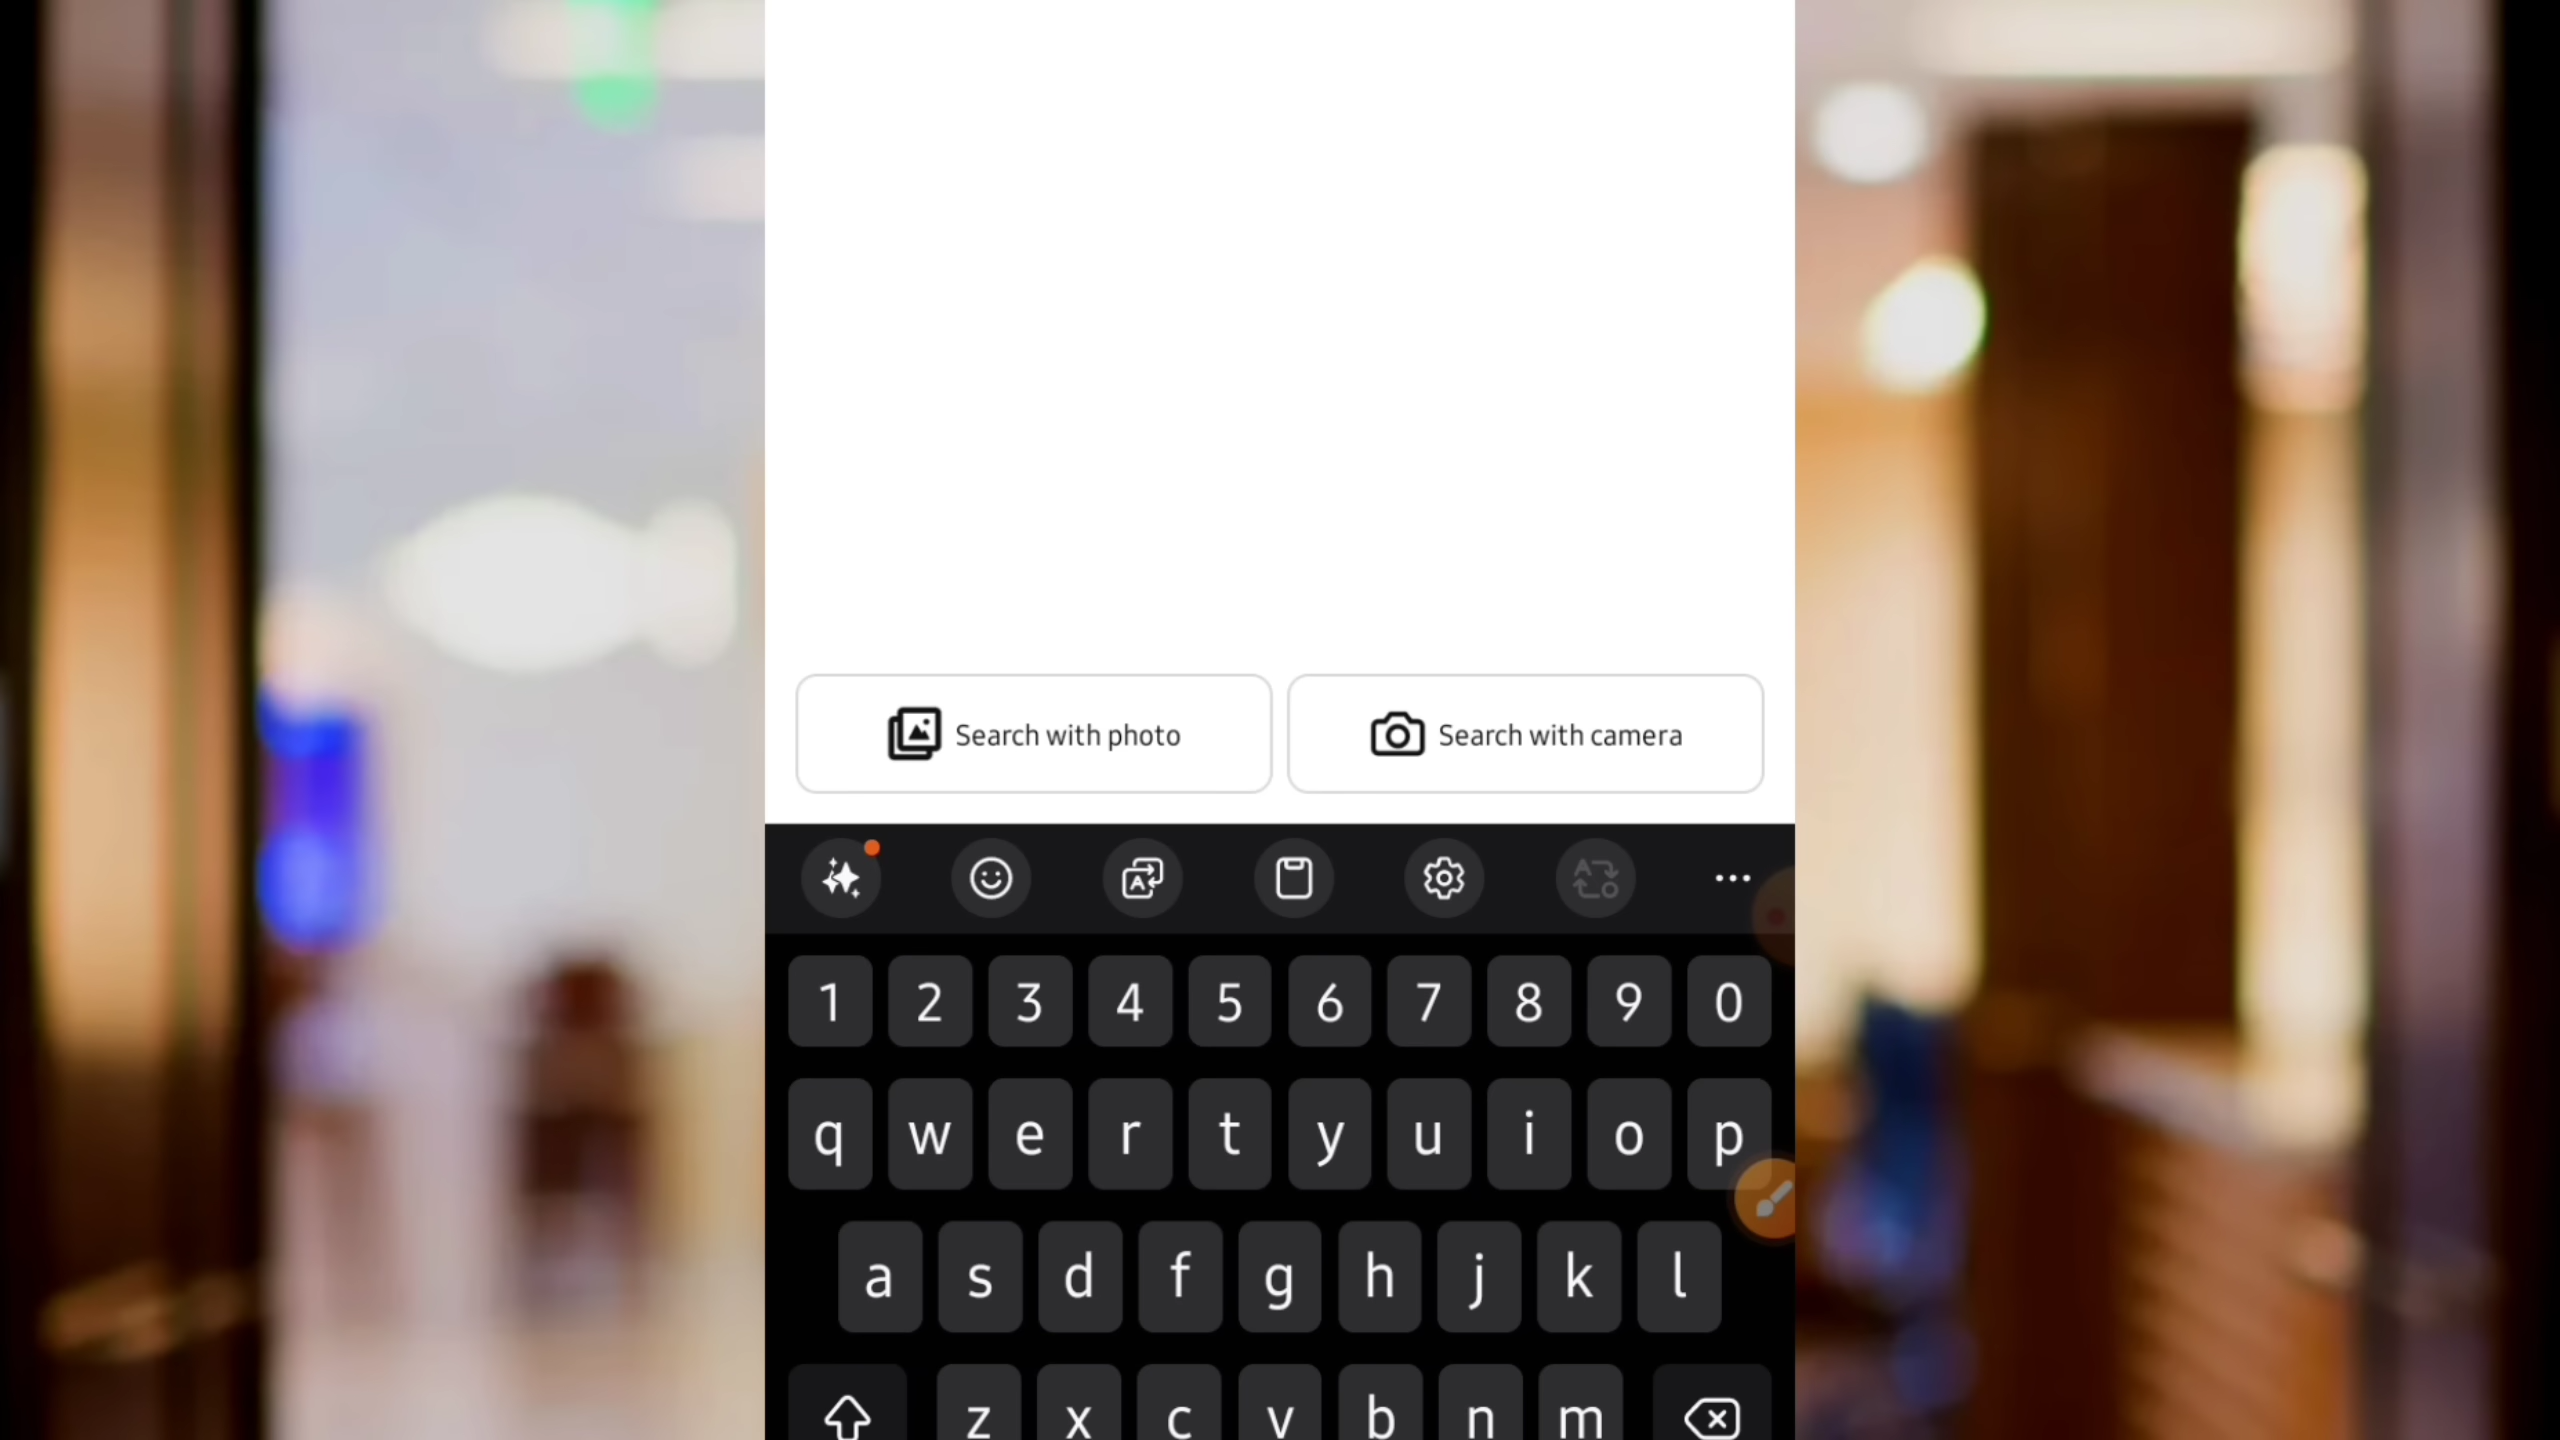 Search with photo Search with camera
1 2 3 4 5 6 7 8 9 0
q w e r t y u i o p
a s d f g h j k l
z x c v b n m